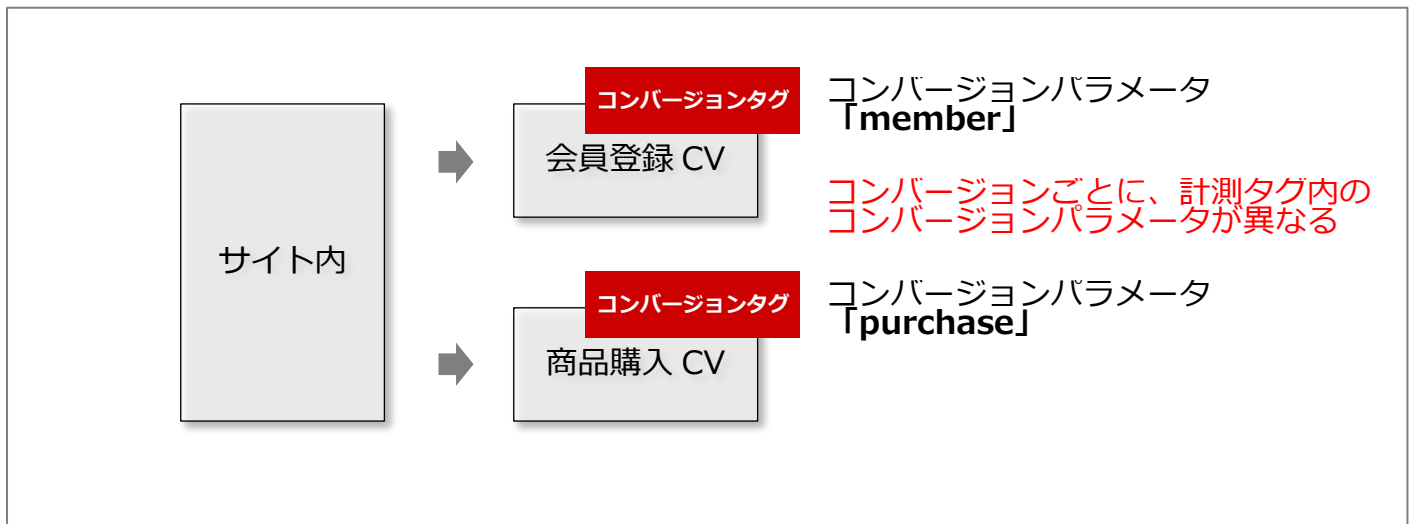 サイト内
コンバージョンタグ
会員登録 CV
コンバージョンパラメータ
「member」
コンバージョンごとに、計測タグ内の
コンバージョンパラメータが異なる
コンバージョンタグ
商品購入 CV
コンバージョンパラメータ
「purchase」